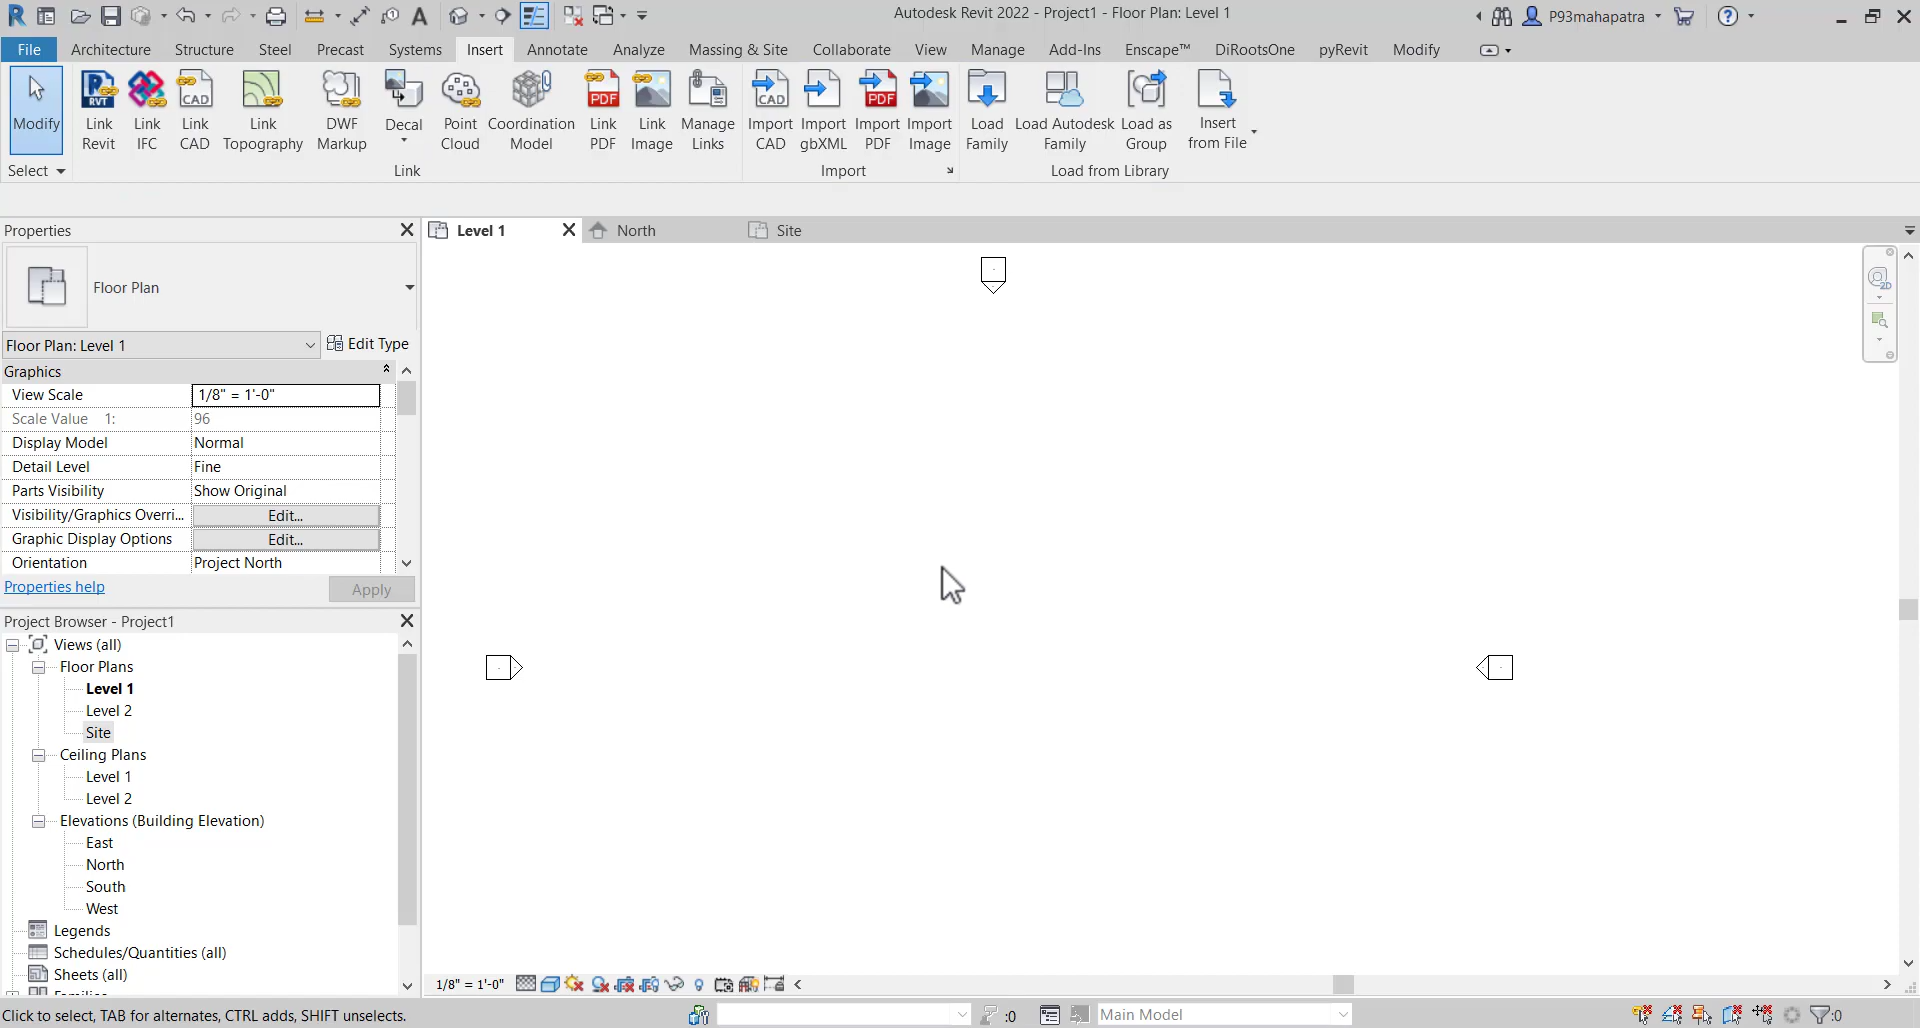 Autodesk Revit 2022 - Project1 - Floor Plan: Level 1
P93mahapatra
File Architecture Structure Steel Precast Systems Insert Annotate Analyze Massing & Site Collaborate View Manage Add-Ins Enscape™ DiRootsOne pyRevit Modify
Modify
Link Revit
Link IFC
Link CAD
Link Topography
DWF Markup
Decal
Point Cloud
Coordination Model
Link PDF
Link Image
Manage Links
Import CAD
Import gbXML
Import PDF
Import Image
Load Family
Load Autodesk Family
Load as Group
Insert from File
Select
Link
Import
Load from Library
Properties
Level 1
North
Site
Floor Plan
Floor Plan: Level 1
Edit Type
Graphics
View Scale 1/8" = 1'-0"
Scale Value 1: 96
Display Model Normal
Detail Level Fine
Parts Visibility Show Original
Visibility/Graphics Overri... Edit...
Graphic Display Options Edit...
Orientation Project North
Properties help
Apply
Project Browser - Project1
Views (all)
Floor Plans
Level 1
Level 2
Site
Ceiling Plans
Level 1
Level 2
Elevations (Building Elevation)
East
North
South
West
Legends
Schedules/Quantities (all)
Sheets (all)
1/8" = 1'-0"
Click to select, TAB for alternates, CTRL adds, SHIFT unselects.
:0
Main Model
:0